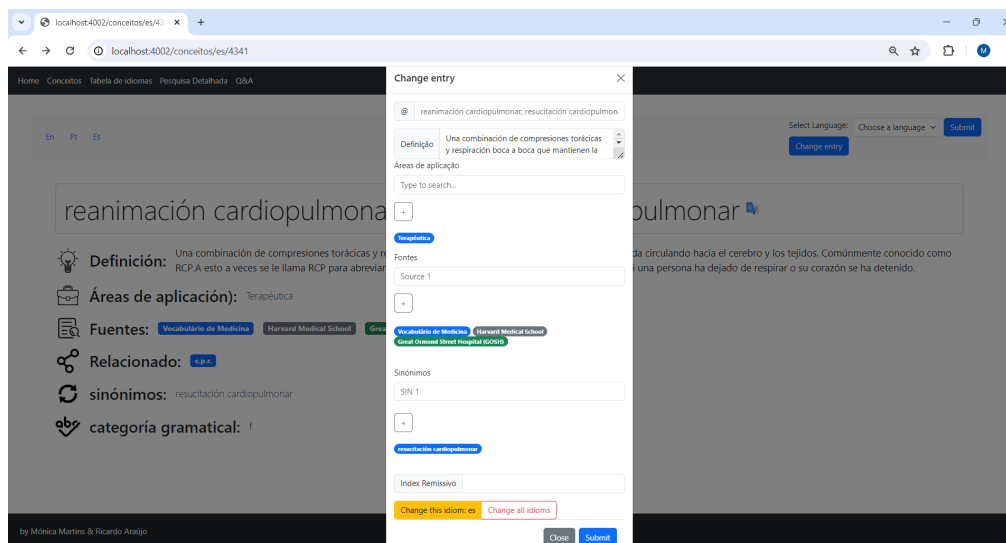 localhost:4002/conceitos/es/43
localhost:4002/conceitos/es/4341
M
Home Conceitos Tabela de idiomas Pesquisa Detalhada Q&A
En Pt Es
Select Language: Choose a language Submit
Change entry
reanimación cardiopulmona
pulmonar
Definición: Una combinación de compresiones torácicas y re
da circulando hacia el cerebro y los tejidos. Comúnmente conocido como
RCP.A esto a veces se le llama RCP para abreviar
i una persona ha dejado de respirar o su corazón se ha detenido.
Áreas de aplicación): Terapéutica
Fuentes: Vocabulário de Medicina Harvard Medical School Grea
Relacionado: c.p.r.
sinónimos: resucitación cardiopulmonar
abc categoría gramatical: f
by Mónica Martins & Ricardo Araújo
Change entry
@ reanimación cardiopulmonar; resucitación cardiopulmon
Definição Una combinación de compresiones torácicas
y respiración boca a boca que mantienen la
Áreas de aplicação
Type to search...
+
Terapéutica
Fontes
Source 1
+
Vocabulário de Medicina Harvard Medical School
Great Ormond Street Hospital (GOSH)
Sinónimos
SIN 1
+
resucitación cardiopulmonar
Index Remissivo
Change this idiom: es Change all idioms
Close Submit